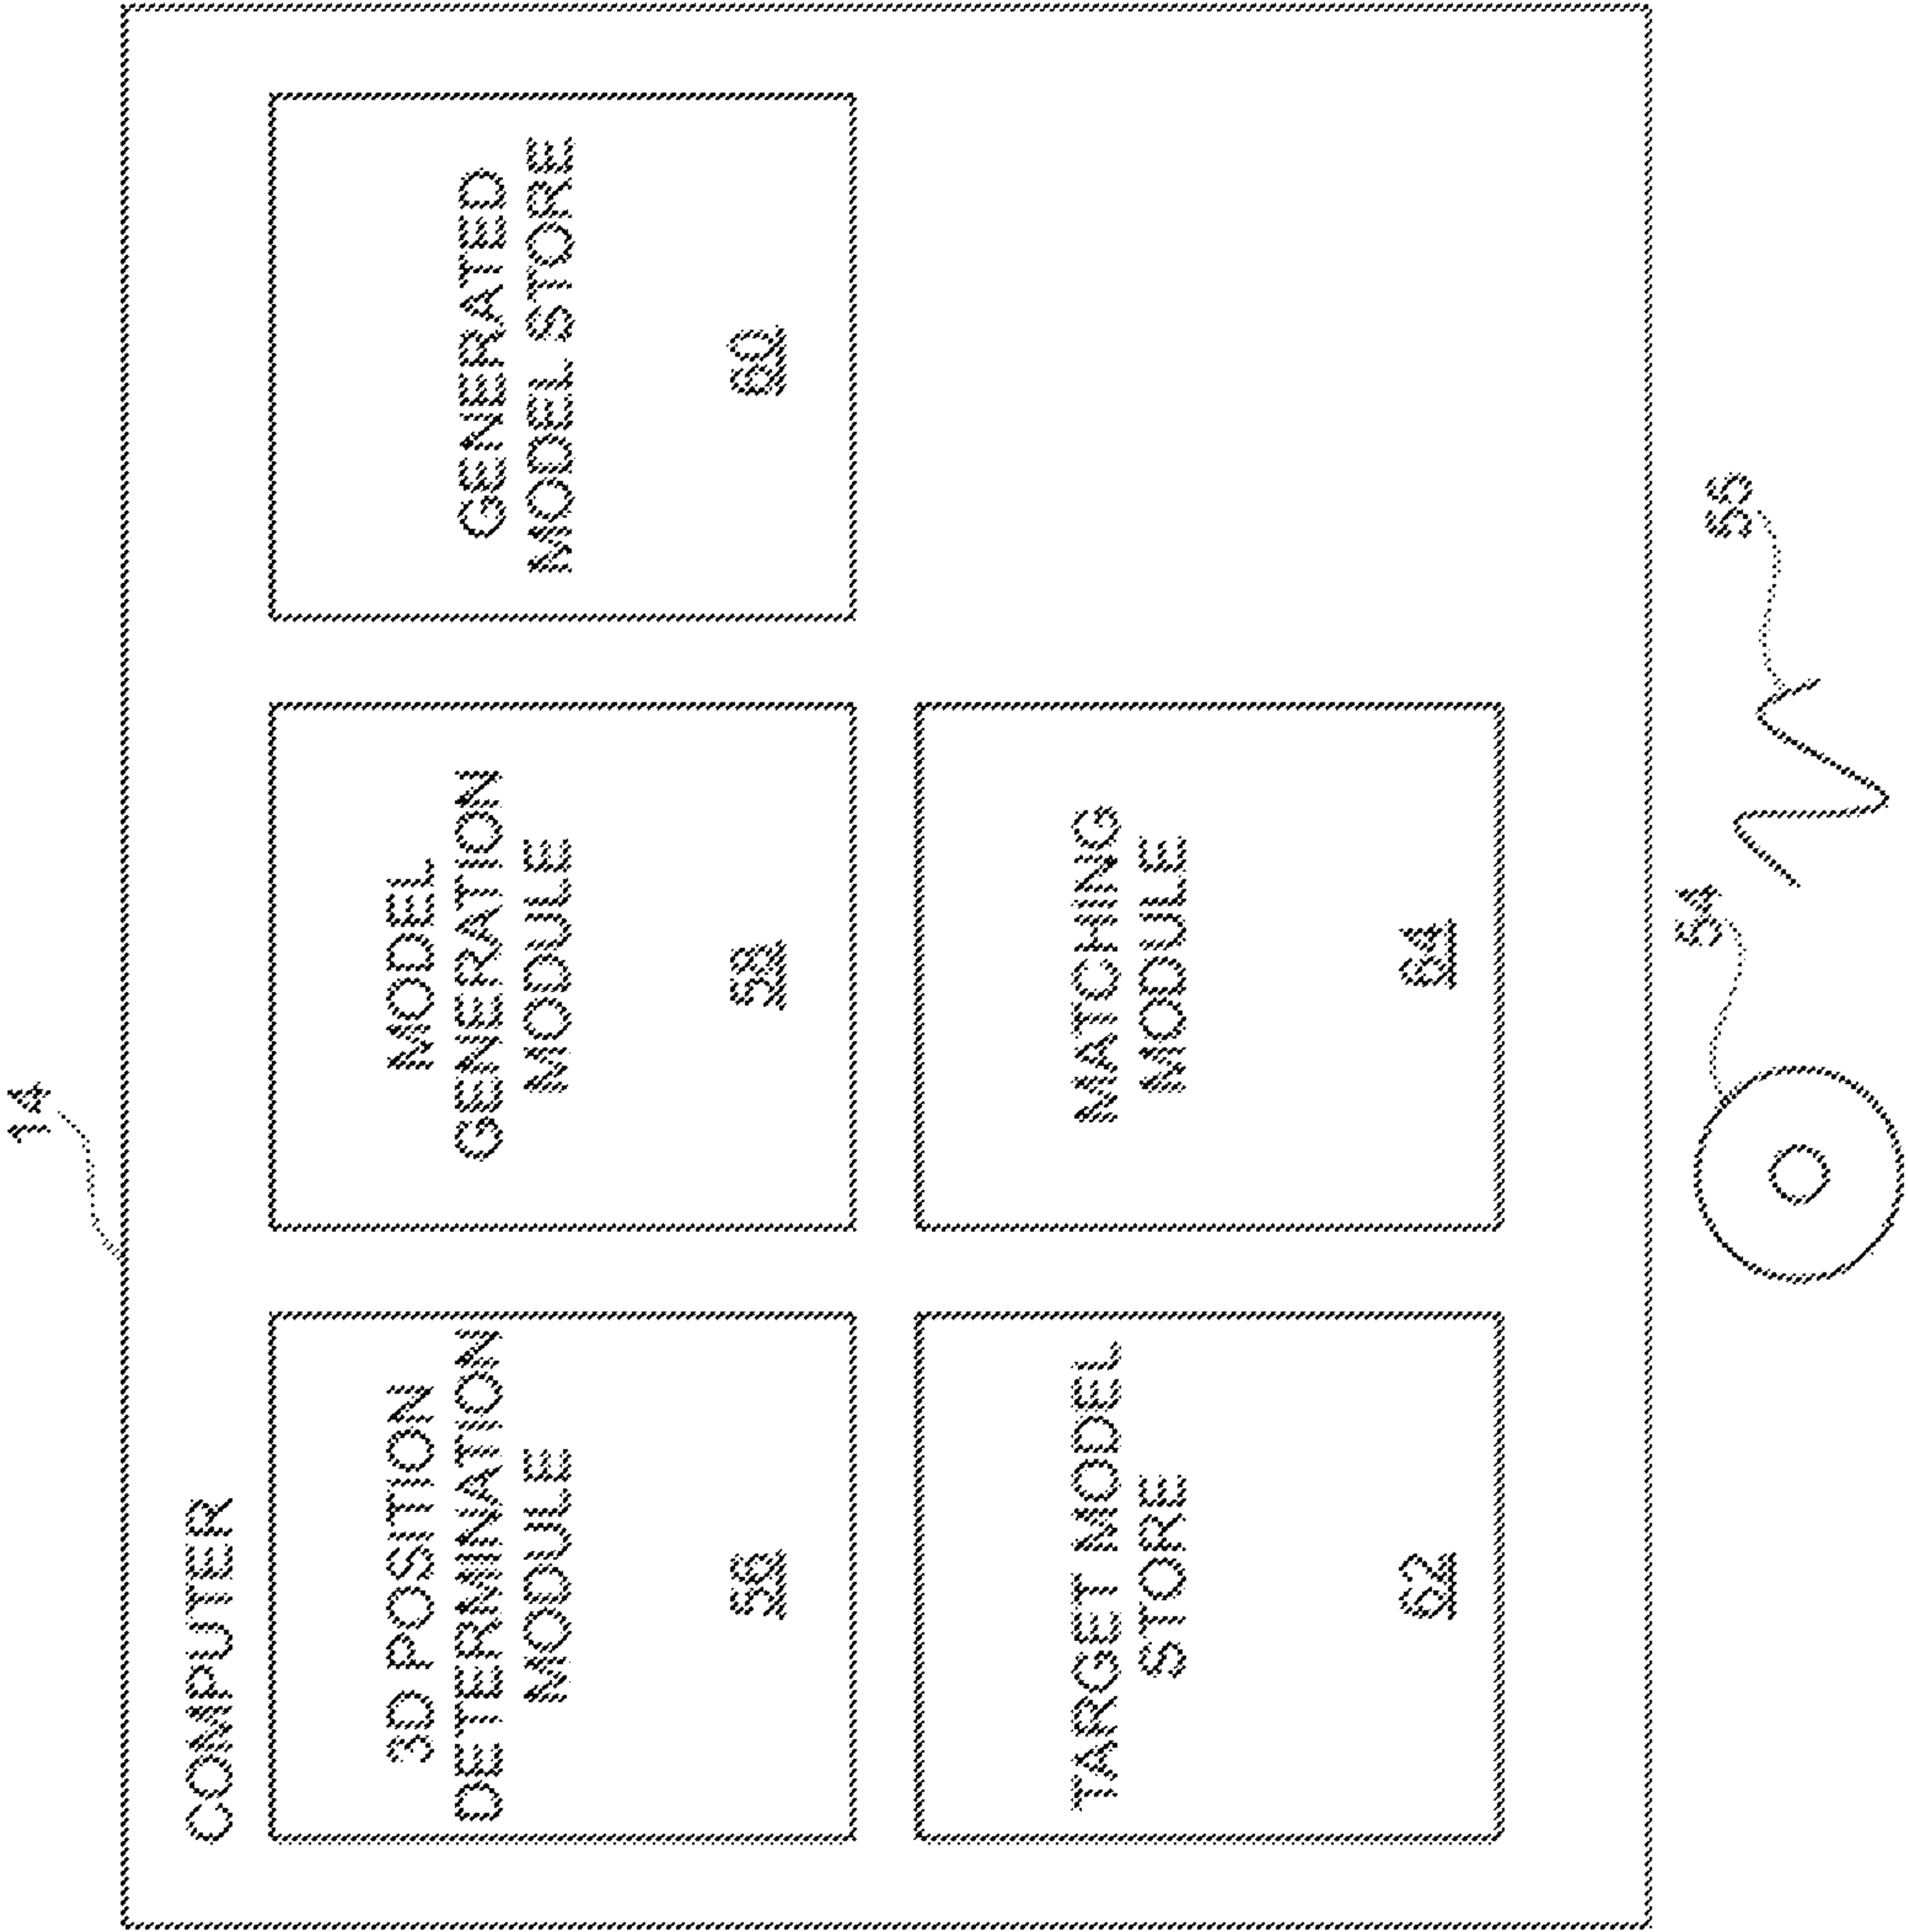 14
COMPUTER
3D POSITION
DETERMINATION
MODULE
56
MODEL
GENERATION
MODULE
58
GENERATED
MODEL STORE
60
TARGET MODEL
STORE
62
MATCHING
MODULE
64
54
55